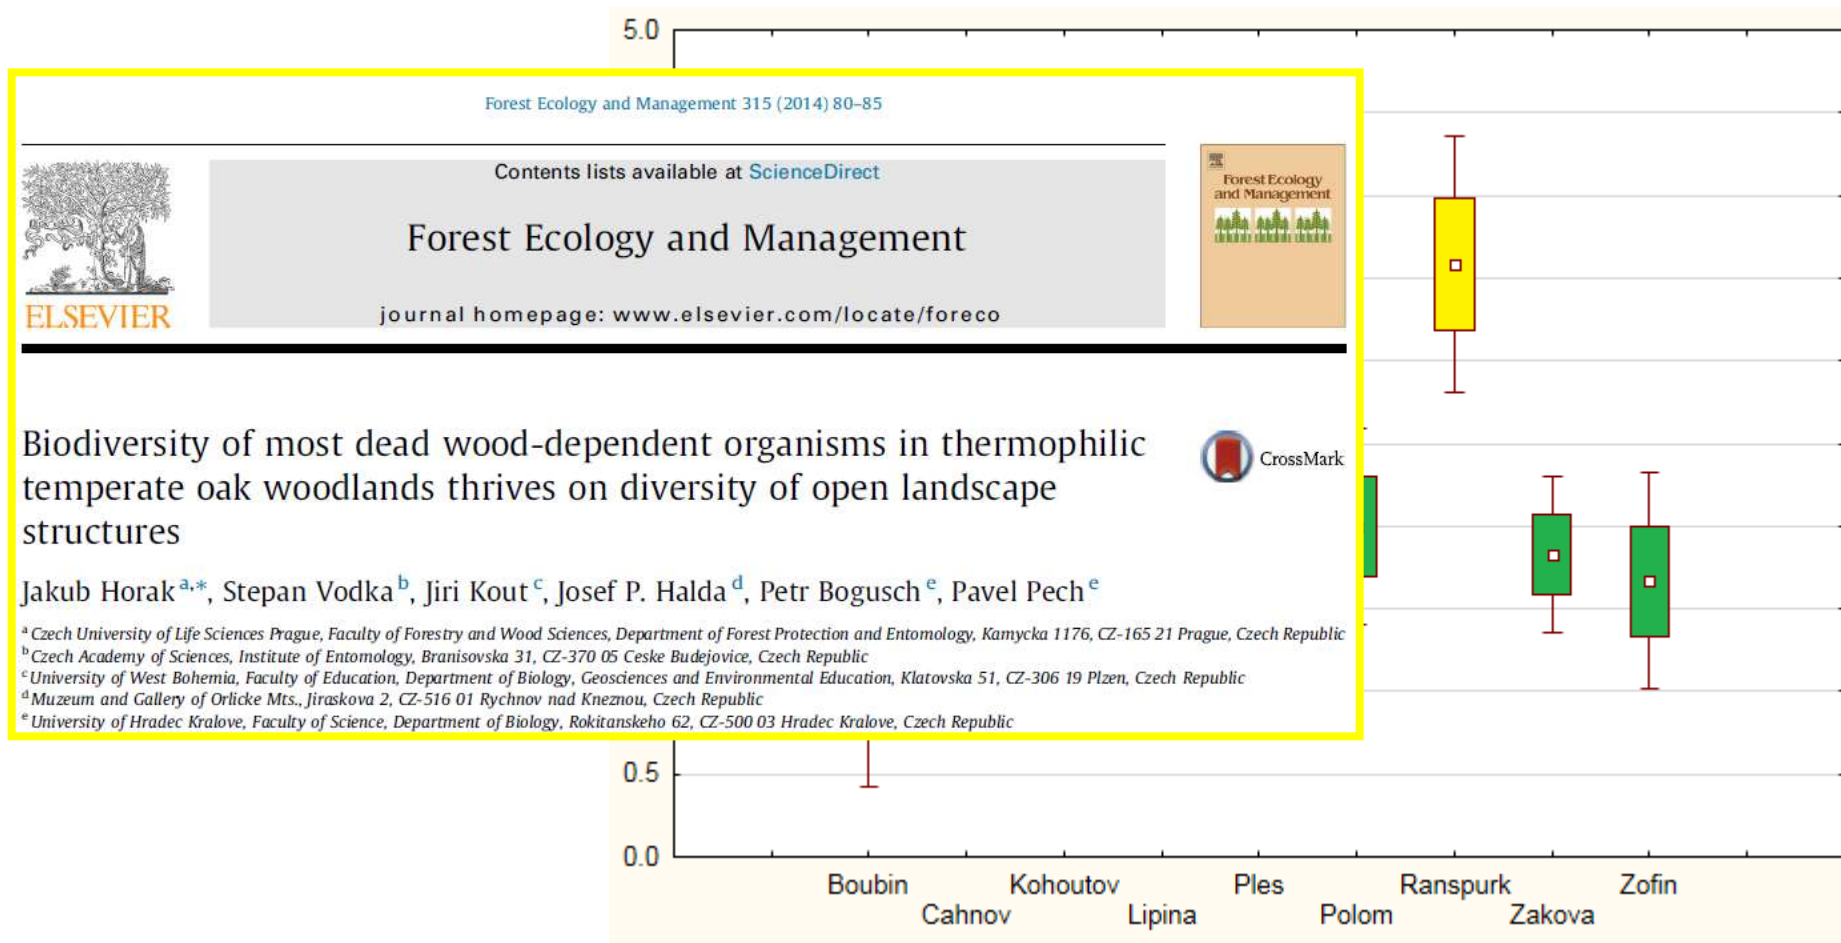 5.0
Forest Ecology and Management 315 (2014) 80–85
Contents lists available at ScienceDirect
Forest Ecology and Management
journal homepage: www.elsevier.com/locate/foreco
ELSEVIER
Forest Ecology
and Management
Biodiversity of most dead wood-dependent organisms in thermophilic
temperate oak woodlands thrives on diversity of open landscape
structures
CrossMark
Jakub Horak a,*, Stepan Vodka b, Jiri Kout c, Josef P. Halda d, Petr Bogusch e, Pavel Pech e
a Czech University of Life Sciences Prague, Faculty of Forestry and Wood Sciences, Department of Forest Protection and Entomology, Kamycka 1176, CZ-165 21 Prague, Czech Republic
b Czech Academy of Sciences, Institute of Entomology, Branisovska 31, CZ-370 05 Ceske Budejovice, Czech Republic
c University of West Bohemia, Faculty of Education, Department of Biology, Geosciences and Environmental Education, Klatovska 51, CZ-306 19 Plzen, Czech Republic
d Muzeum and Gallery of Orlicke Mts., Jiraskova 2, CZ-516 01 Rychnov nad Kneznou, Czech Republic
e University of Hradec Kralove, Faculty of Science, Department of Biology, Rokitanskeho 62, CZ-500 03 Hradec Kralove, Czech Republic
0.5
0.0
Boubin Kohoutov Ples Ranspurk Zofin
Cahnov Lipina Polom Zakova